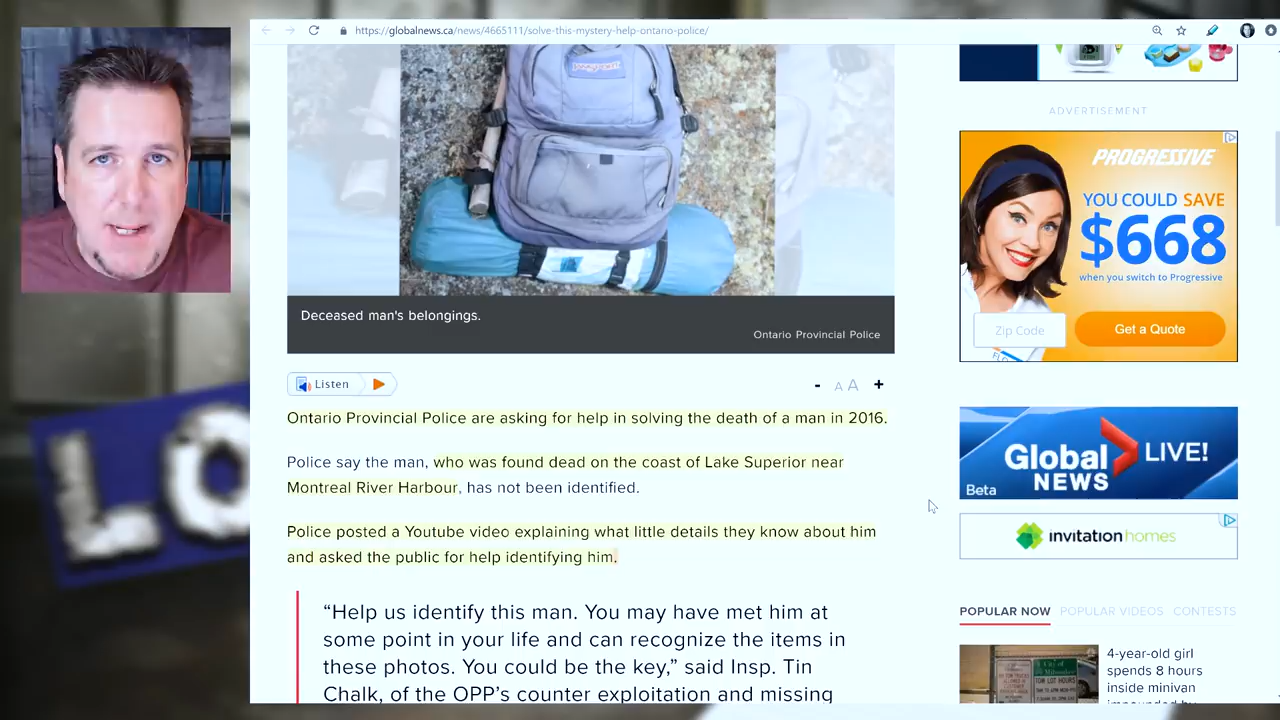 https://globalnews.ca/news/4665111/solve-this-mystery-help-ontario-police/
JANSPORT
Deceased man's belongings.
Ontario Provincial Police
Listen
- A A +
Ontario Provincial Police are asking for help in solving the death of a man in 2016.
Police say the man, who was found dead on the coast of Lake Superior near
Montreal River Harbour, has not been identified.
Police posted a Youtube video explaining what little details they know about him
and asked the public for help identifying him.
“Help us identify this man. You may have met him at
some point in your life and can recognize the items in
these photos. You could be the key,” said Insp. Tin
Chalk, of the OPP’s counter exploitation and missing
ADVERTISEMENT
PROGRESSIVE
YOU COULD SAVE
$668
when you switch to Progressive
Zip Code
Get a Quote
FLO
Global
NEWS
LIVE!
Beta
invitation homes
POPULAR NOW POPULAR VIDEOS CONTESTS
4-year-old girl
spends 8 hours
inside minivan
impounded by
LO